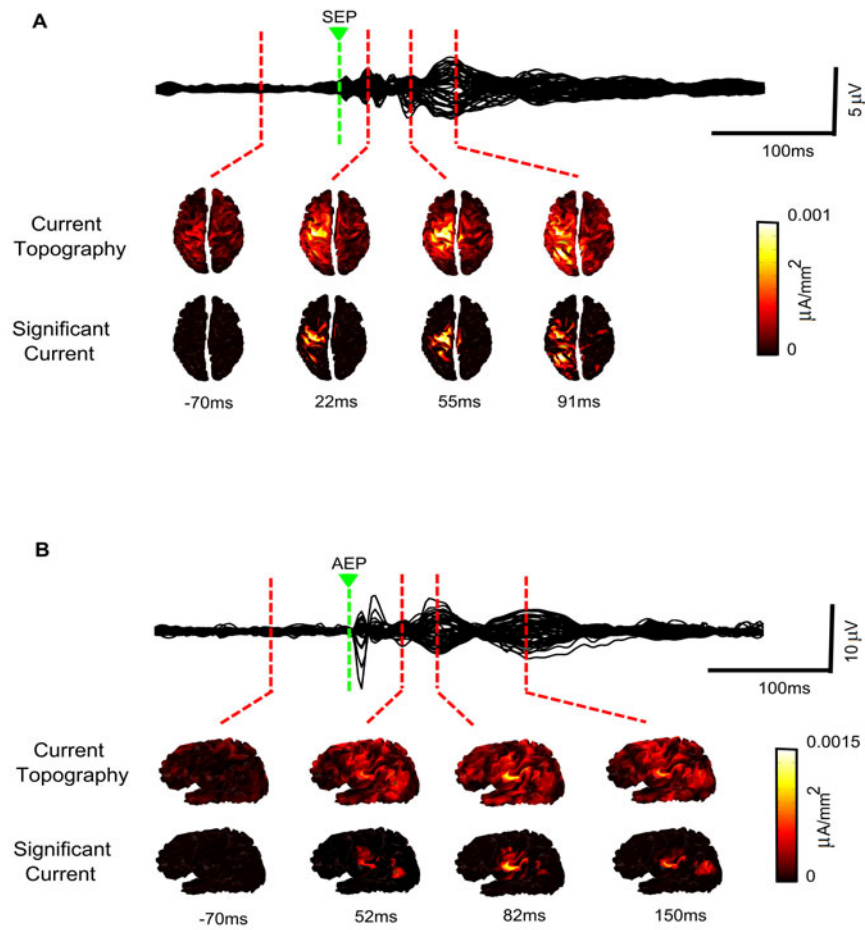 A
SEP
5 µV
100ms
Current
Topography
0.001
µA/mm2
0
Significant
Current
-70ms 22ms 55ms 91ms
B
AEP
10 µV
100ms
Current
Topography
0.0015
µA/mm2
0
Significant
Current
-70ms 52ms 82ms 150ms